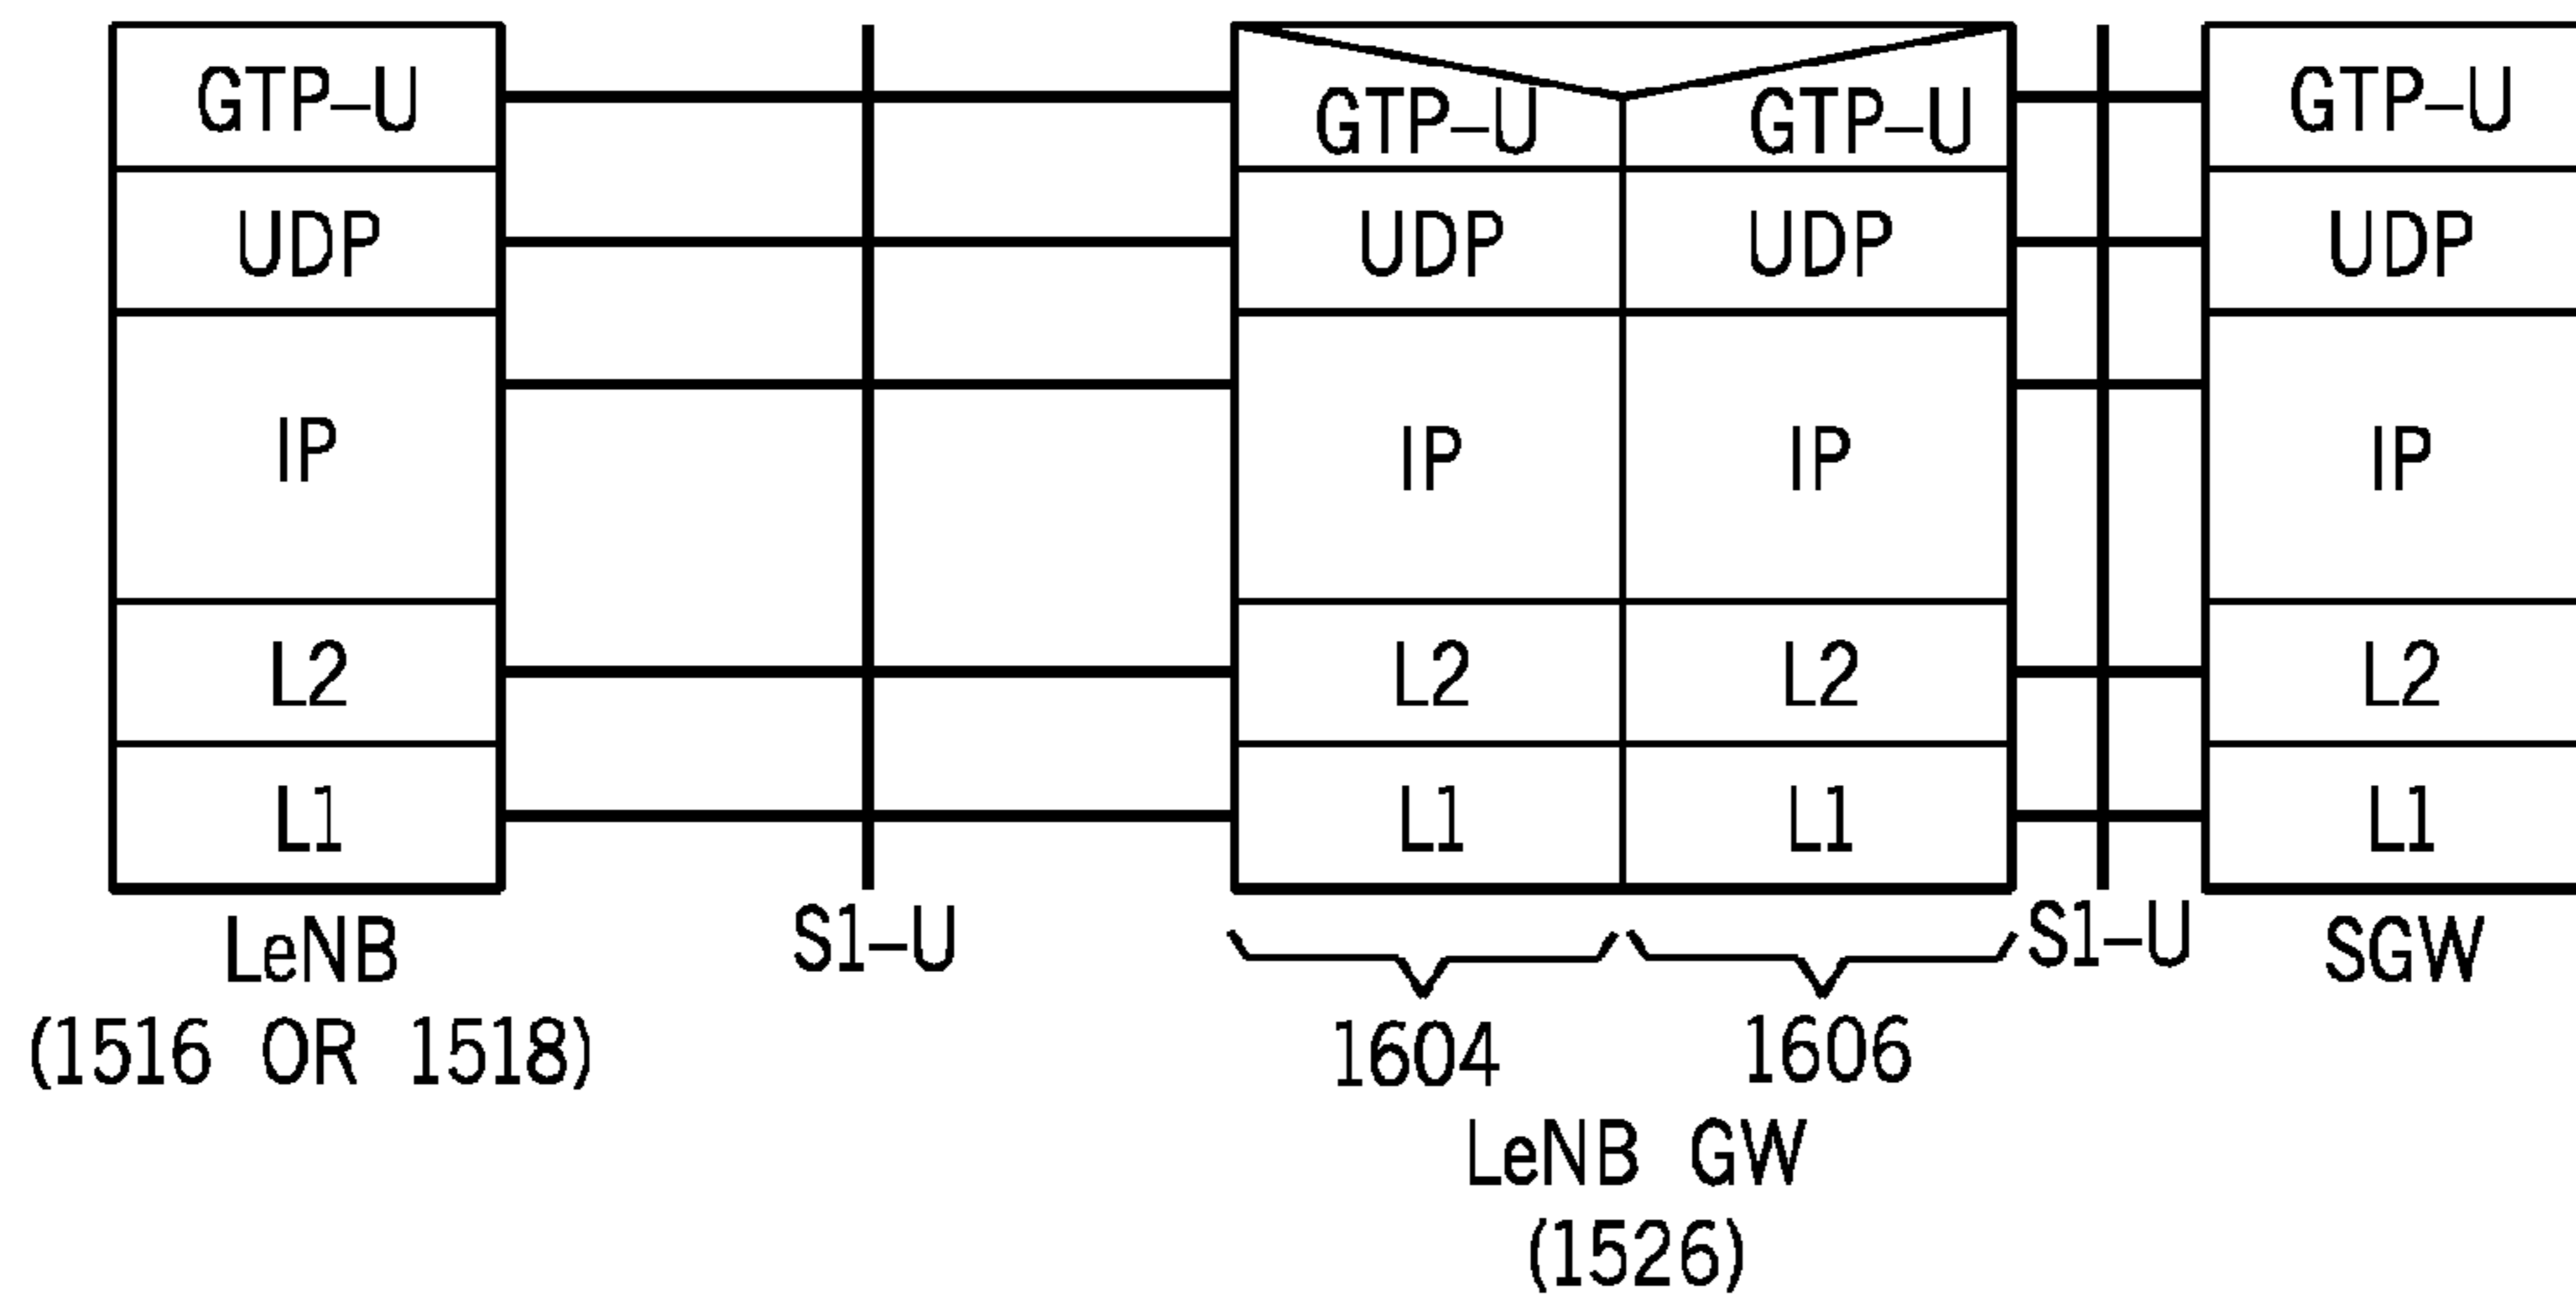 GTP–U
UDP
IP
L2
L1
LeNB
(1516 OR 1518)
S1–U
GTP–U GTP–U
UDP UDP
IP IP
L2 L2
L1 L1
1604 1606
LeNB GW
(1526)
S1–U
GTP–U
UDP
IP
L2
L1
SGW